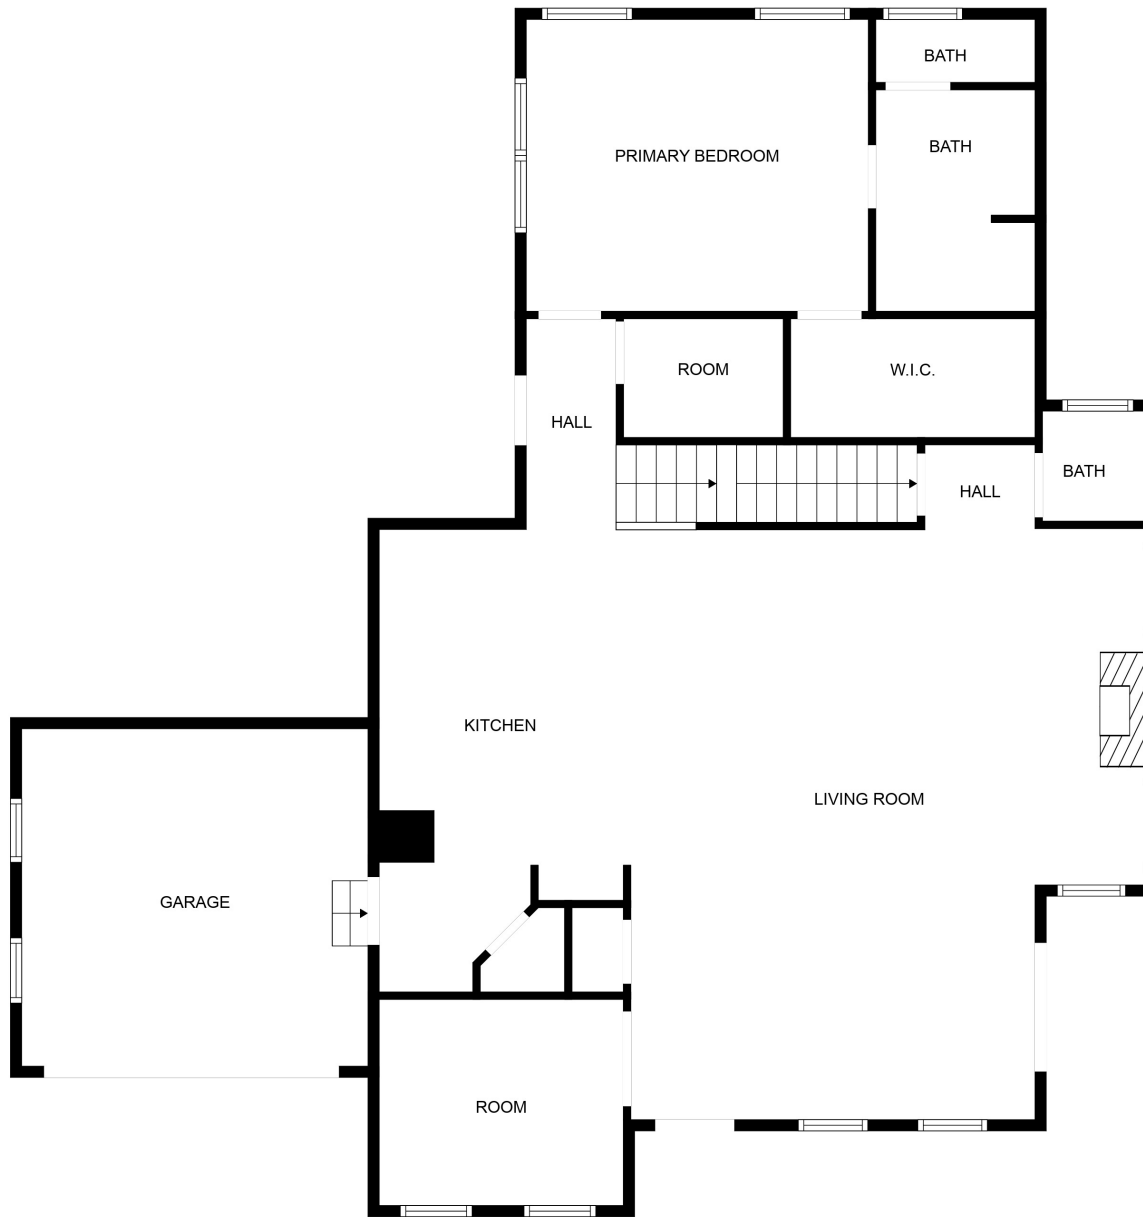 BATH
BATH
PRIMARY BEDROOM
ROOM
W.I.C.
HALL
BATH
HALL
KITCHEN
LIVING ROOM
GARAGE
ROOM